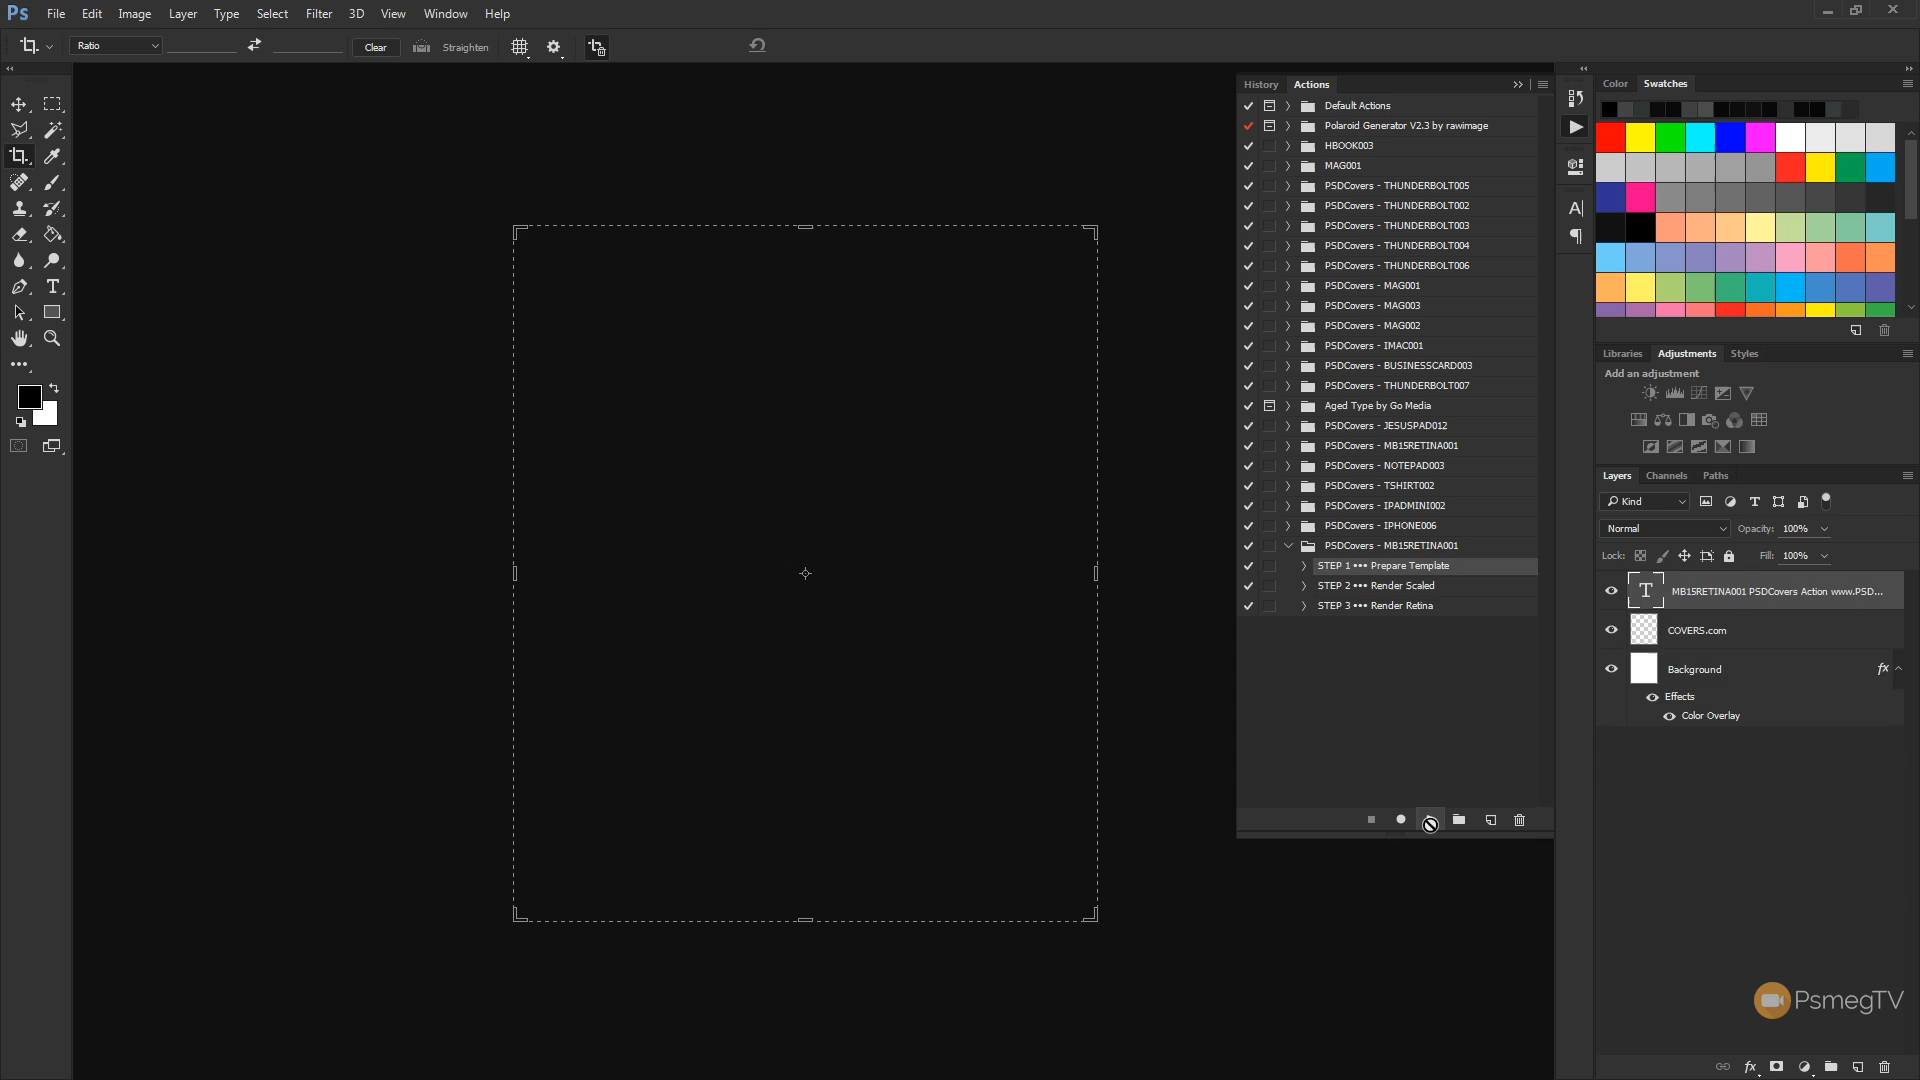 Ps File Edit Image Layer Type Select Filter 3D View Window Help
Ratio Clear Straighten
History Actions
Default Actions
Polaroid Generator V2.3 by rawimage
HBOOK003
MAG001
PSDCovers - THUNDERBOLT005
PSDCovers - THUNDERBOLT002
PSDCovers - THUNDERBOLT003
PSDCovers - THUNDERBOLT004
PSDCovers - THUNDERBOLT006
PSDCovers - MAG001
PSDCovers - MAG003
PSDCovers - MAG002
PSDCovers - IMAC001
PSDCovers - BUSINESSCARD003
PSDCovers - THUNDERBOLT007
Aged Type by Go Media
PSDCovers - JESUSPAD012
PSDCovers - MB15RETINA001
PSDCovers - NOTEPAD003
PSDCovers - TSHIRT002
PSDCovers - IPADMINI002
PSDCovers - IPHONE006
PSDCovers - MB15RETINA001
STEP 1 ••• Prepare Template
STEP 2 ••• Render Scaled
STEP 3 ••• Render Retina
Color Swatches
Libraries Adjustments Styles
Add an adjustment
Layers Channels Paths
Kind
Normal Opacity: 100%
Lock: Fill: 100%
MB15RETINA001 PSDCovers Action www.PSD...
COVERS.com
Background fx
Effects
Color Overlay
PsmegTV
fx